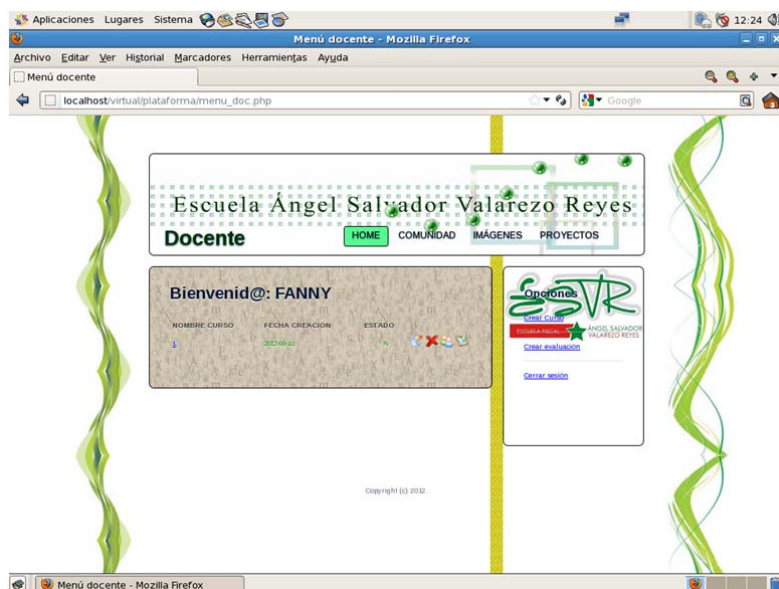 Aplicaciones Lugares Sistema 12:24
Menú docente - Mozilla Firefox
Archivo Editar Ver Historial Marcadores Herramientas Ayuda
Menú docente
localhost/virtual/plataforma/menu_doc.php Google
Escuela Ángel Salvador Valarezo Reyes
Docente HOME COMUNIDAD IMÁGENES PROYECTOS
Bienvenid@: FANNY
NOMBRE CURSO FECHA CREACIÓN ESTADO
1 A
Opciones
Crear Curso
ESCUELA FISCAL ÁNGEL SALVADOR
VALAREZO REYES
Crear evaluación
Cerrar sesión
Copyright (c) 2012.
Menú docente - Mozilla Firefox